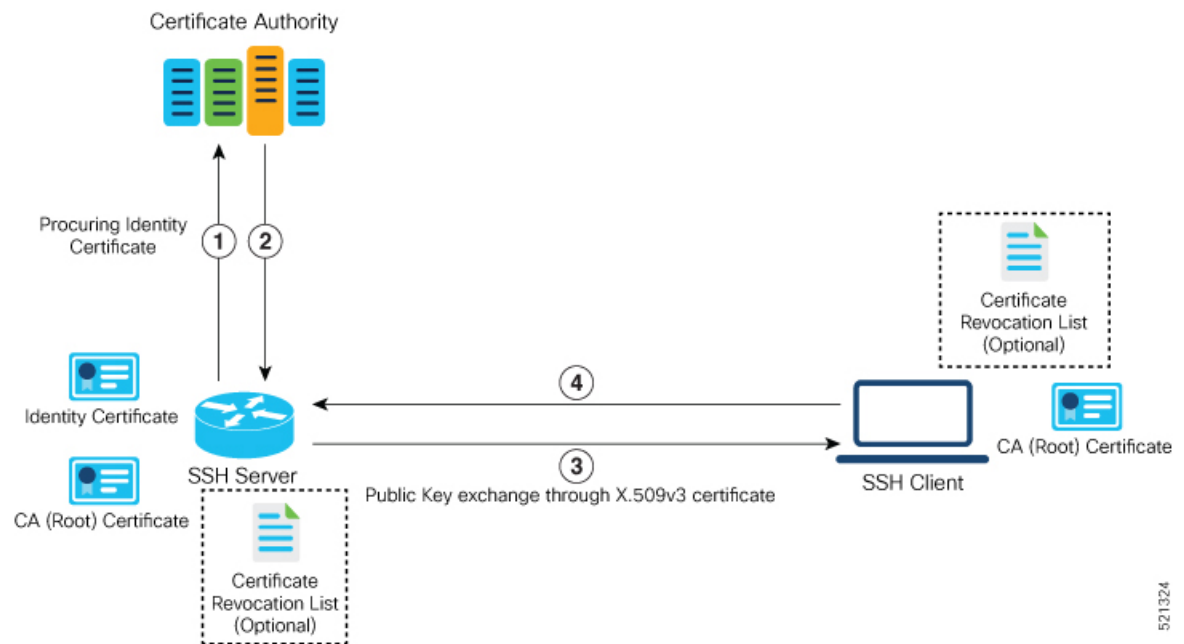 Certificate Authority
Procuring Identity
Certificate
1
2
Certificate
Revocation List
(Optional)
4
Identity Certificate
CA (Root) Certificate
SSH Server
3
SSH Client
Public Key exchange through X.509v3 certificate
CA (Root) Certificate
Certificate
Revocation List
(Optional)
521324